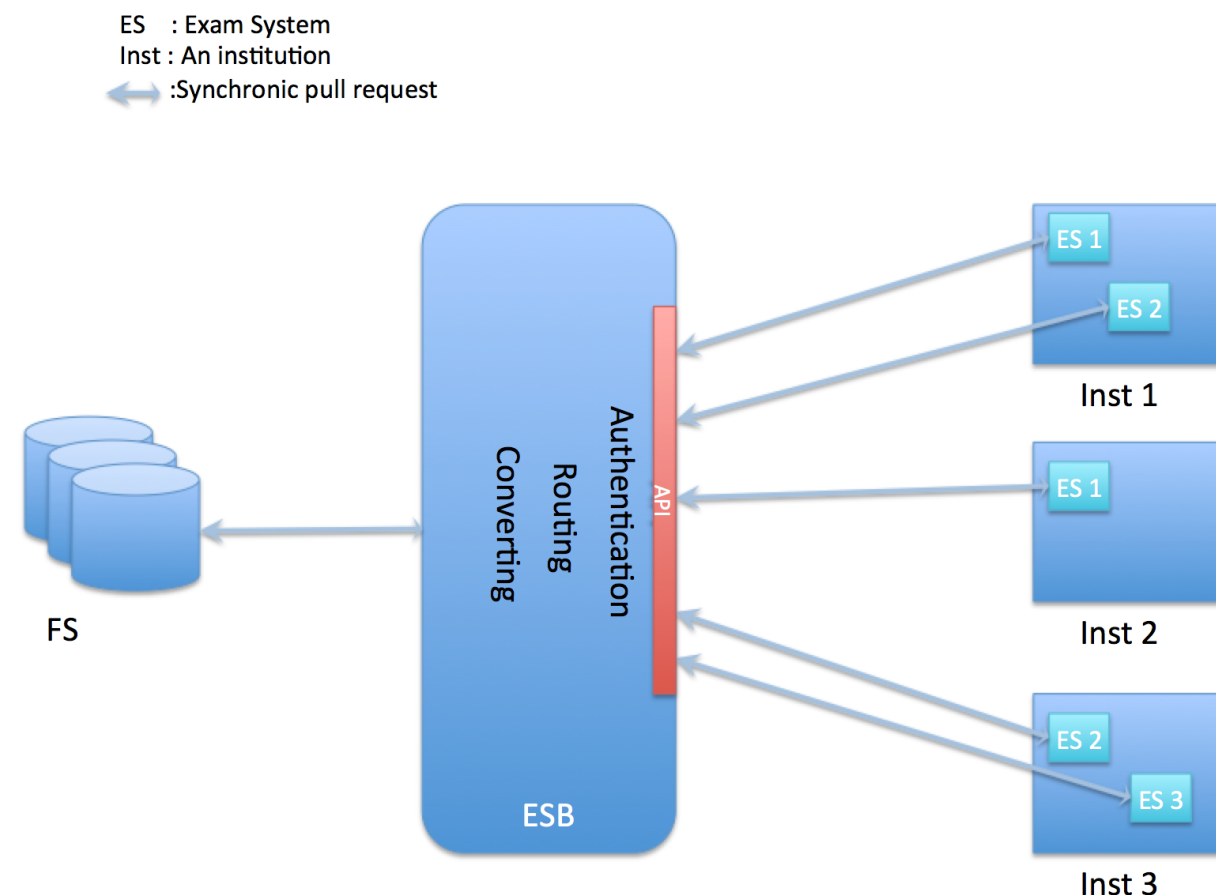 ES : Exam System
Inst : An institution
:Synchronic pull request
ES 1
ES 2
Inst 1
Authentication
Routing
Converting
API
ES 1
Inst 2
FS
ES 2
ES 3
ESB
Inst 3